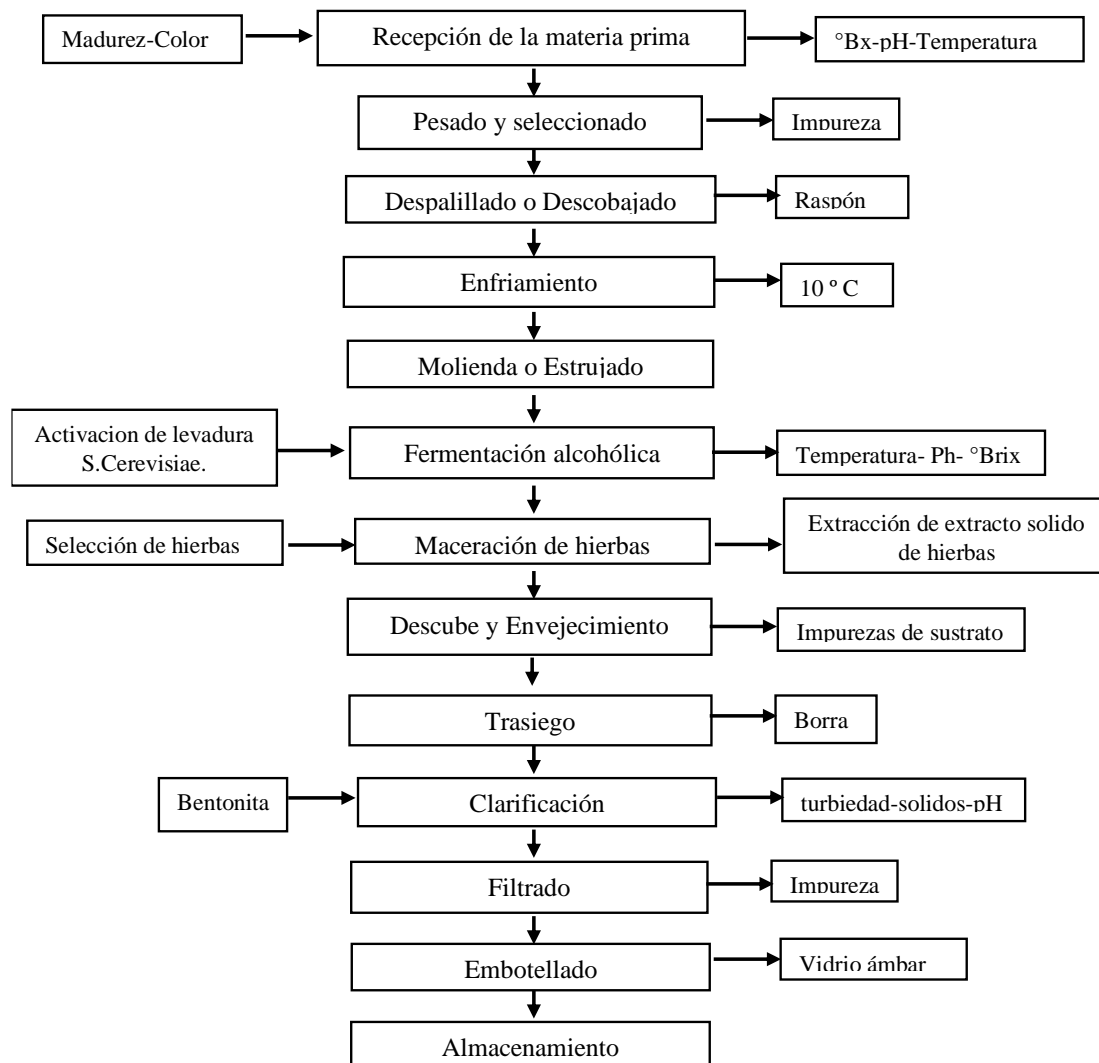 Madurez-Color
Recepción de la materia prima
°Bx-pH-Temperatura
Pesado y seleccionado
Impureza
Despalillado o Descobajado
Raspón
Enfriamiento
10 º C
Molienda o Estrujado
Activacion de levadura
S.Cerevisiae.
Fermentación alcohólica
Temperatura- Ph- °Brix
Selección de hierbas
Maceración de hierbas
Extracción de extracto solido
de hierbas
Descube y Envejecimiento
Impurezas de sustrato
Trasiego
Borra
Bentonita
Clarificación
turbiedad-solidos-pH
Filtrado
Impureza
Embotellado
Vidrio ámbar
Almacenamiento